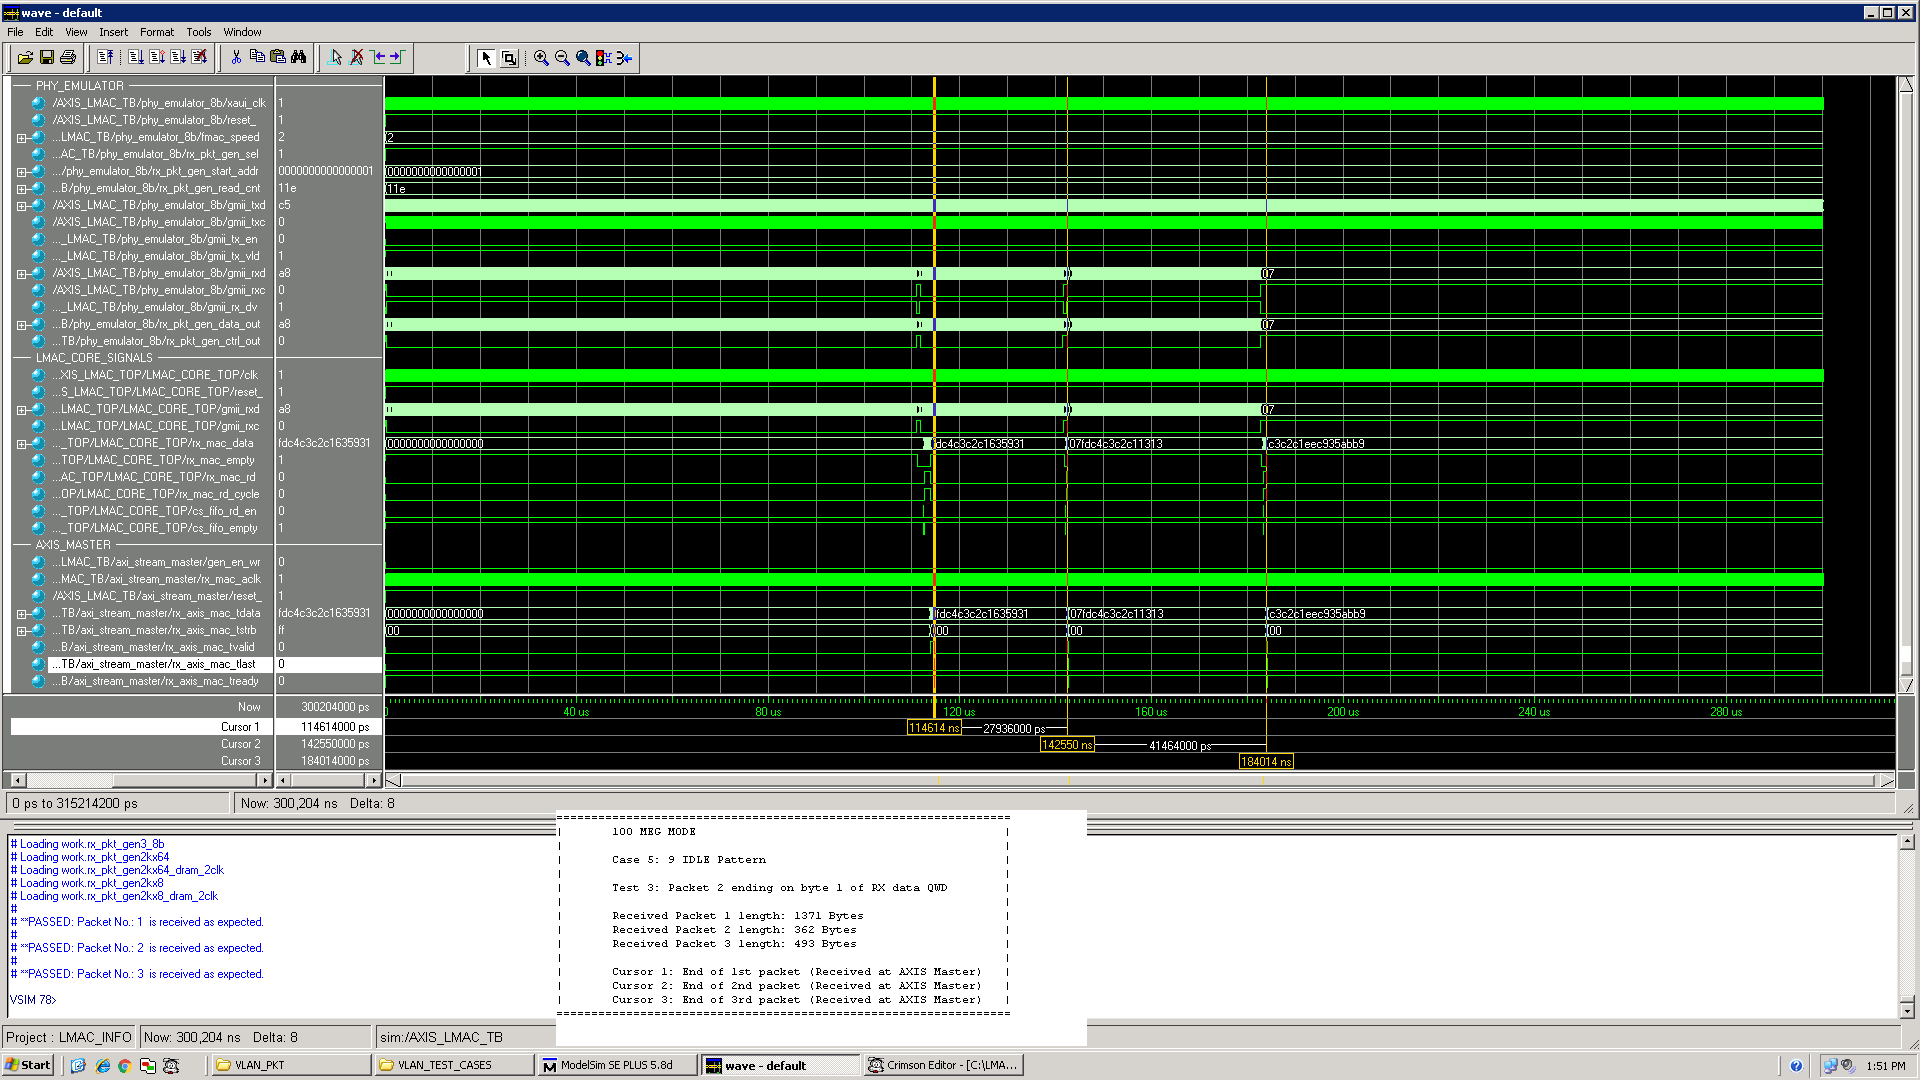 wave - default
File Edit View Insert Format Tools Window
PHY_EMULATOR
/AXIS_LMAC_TB/phy_emulator_8b/xaui_clk 1
/AXIS_LMAC_TB/phy_emulator_8b/reset_ 1
...LMAC_TB/phy_emulator_8b/fmac_speed 2 2
...AC_TB/phy_emulator_8b/rx_pkt_gen_sel 1
.../phy_emulator_8b/rx_pkt_gen_start_addr 0000000000000001 0000000000000001
...B/phy_emulator_8b/rx_pkt_gen_read_cnt 11e 11e
/AXIS_LMAC_TB/phy_emulator_8b/gmii_txd c5
/AXIS_LMAC_TB/phy_emulator_8b/gmii_txc 0
..._LMAC_TB/phy_emulator_8b/gmii_tx_en 0
..._LMAC_TB/phy_emulator_8b/gmii_tx_vld 1
/AXIS_LMAC_TB/phy_emulator_8b/gmii_rxd a8 07
/AXIS_LMAC_TB/phy_emulator_8b/gmii_rxc 0
..._LMAC_TB/phy_emulator_8b/gmii_rx_dv 1
...B/phy_emulator_8b/rx_pkt_gen_data_out a8 07
...TB/phy_emulator_8b/rx_pkt_gen_ctrl_out 0
LMAC_CORE_SIGNALS
...XIS_LMAC_TOP/LMAC_CORE_TOP/clk 1
...S_LMAC_TOP/LMAC_CORE_TOP/reset_ 1
...LMAC_TOP/LMAC_CORE_TOP/gmii_rxd a8 07
...LMAC_TOP/LMAC_CORE_TOP/gmii_rxc 0
..._TOP/LMAC_CORE_TOP/rx_mac_data fdc4c3c2c1635931 0000000000000000 fdc4c3c2c1635931 07fdc4c3c2c11313 c3c2c1eec935abb9
...TOP/LMAC_CORE_TOP/rx_mac_empty 1
...AC_TOP/LMAC_CORE_TOP/rx_mac_rd 0
...OP/LMAC_CORE_TOP/rx_mac_rd_cycle 0
..._TOP/LMAC_CORE_TOP/cs_fifo_rd_en 0
..._TOP/LMAC_CORE_TOP/cs_fifo_empty 1
AXIS_MASTER
...LMAC_TB/axi_stream_master/gen_en_wr 0
...MAC_TB/axi_stream_master/rx_mac_aclk 1
/AXIS_LMAC_TB/axi_stream_master/reset_ 1
...TB/axi_stream_master/rx_axis_mac_tdata fdc4c3c2c1635931 0000000000000000 fdc4c3c2c1635931 07fdc4c3c2c11313 c3c2c1eec935abb9
...TB/axi_stream_master/rx_axis_mac_tstrb ff 00 00 00 00
...B/axi_stream_master/rx_axis_mac_tvalid 0
...TB/axi_stream_master/rx_axis_mac_tlast 0
...B/axi_stream_master/rx_axis_mac_tready 0
Now 300204000 ps 40 us 80 us 120 us 160 us 200 us 240 us 280 us
Cursor 1 114614000 ps 114614 ns 27936000 ps
Cursor 2 142550000 ps 142550 ns 41464000 ps
Cursor 3 184014000 ps 184014 ns
0 ps to 315214200 ps Now: 300,204 ns Delta: 8
# Loading work.rx_pkt_gen3_8b
# Loading work.rx_pkt_gen2kx64
# Loading work.rx_pkt_gen2kx64_dram_2clk
# Loading work.rx_pkt_gen2kx8
# Loading work.rx_pkt_gen2kx8_dram_2clk
#
# **PASSED: Packet No.: 1 is received as expected.
#
# **PASSED: Packet No.: 2 is received as expected.
#
# **PASSED: Packet No.: 3 is received as expected.
VSIM 78>
100 MEG MODE
Case 5: 9 IDLE Pattern
Test 3: Packet 2 ending on byte 1 of RX data QWD
Received Packet 1 length: 1371 Bytes
Received Packet 2 length: 362 Bytes
Received Packet 3 length: 493 Bytes
Cursor 1: End of 1st packet (Received at AXIS Master)
Cursor 2: End of 2nd packet (Received at AXIS Master)
Cursor 3: End of 3rd packet (Received at AXIS Master)
Project : LMAC_INFO Now: 300,204 ns Delta: 8 sim:/AXIS_LMAC_TB
Start VLAN_PKT VLAN_TEST_CASES ModelSim SE PLUS 5.8d wave - default Crimson Editor - [C:\LMA... 1:51 PM